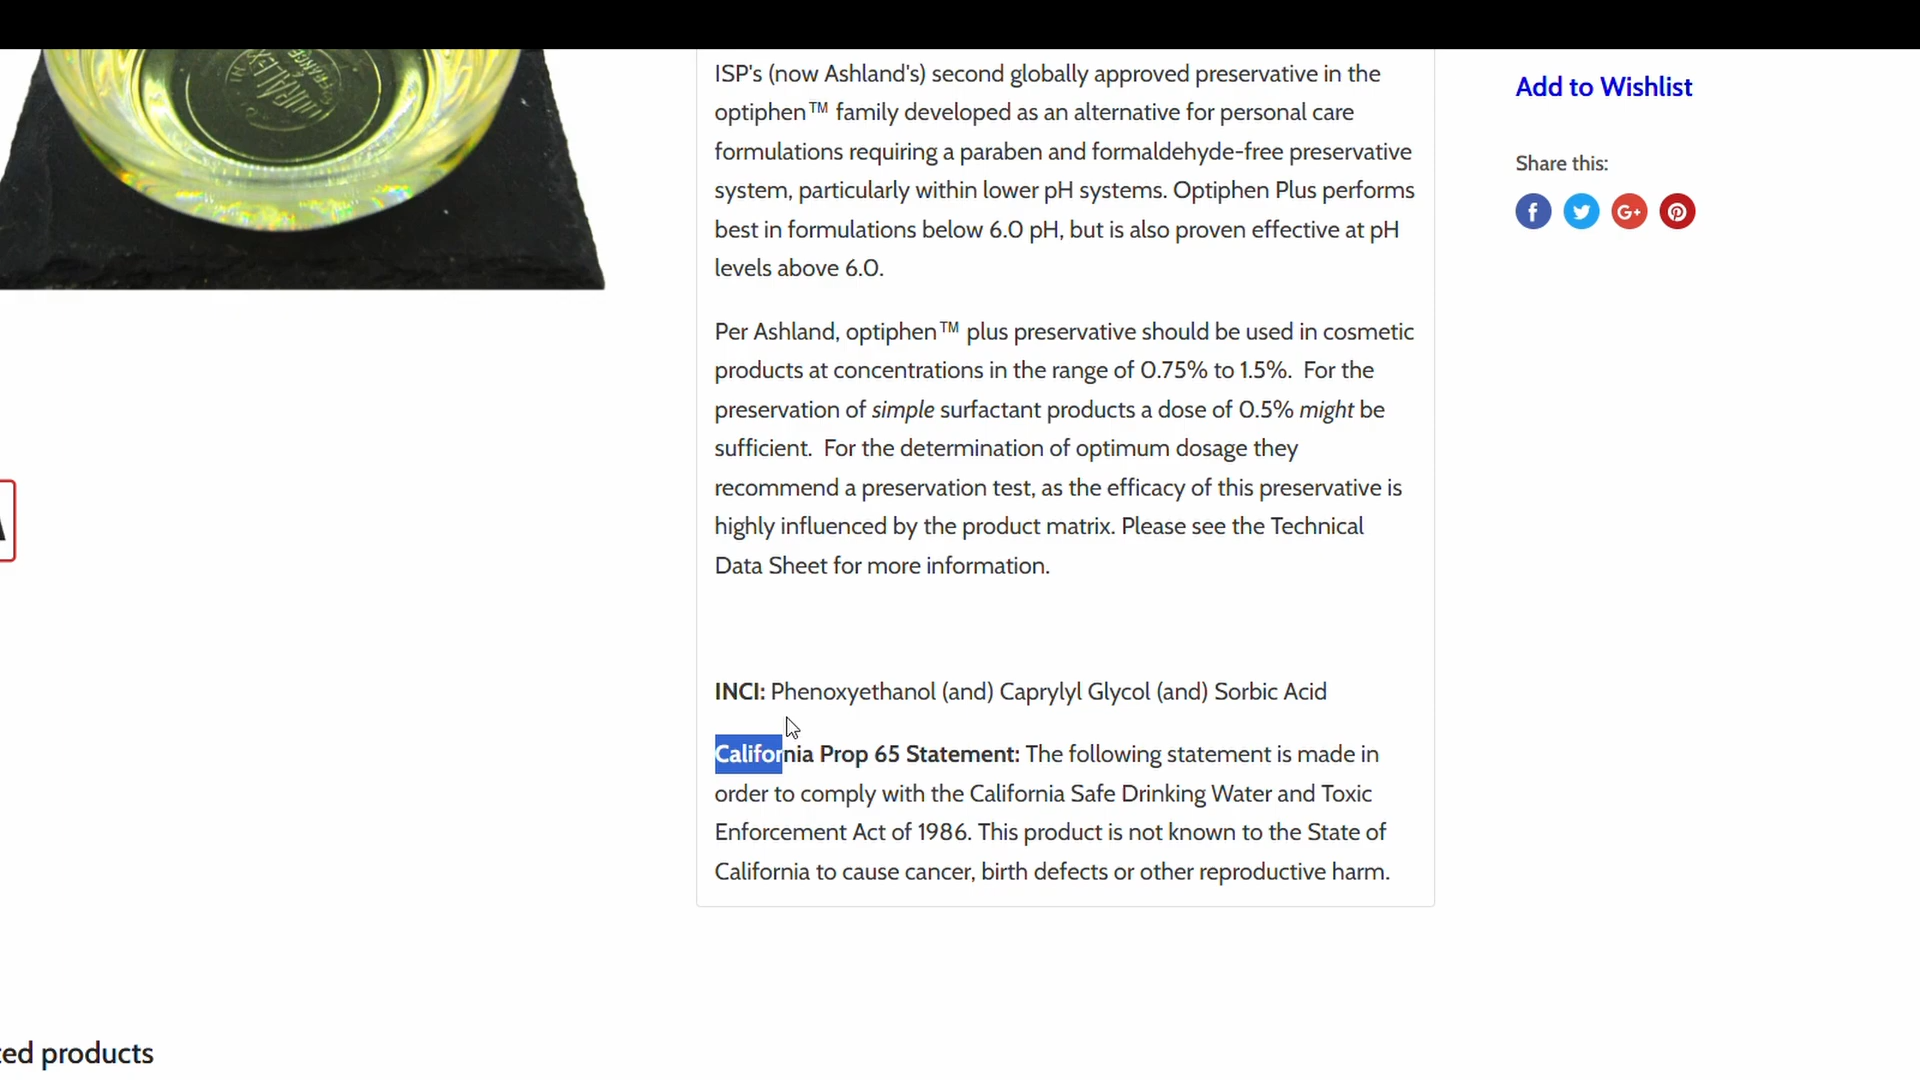 ISP's (now Ashland's) second globally approved preservative in the
optiphen™ family developed as an alternative for personal care
formulations requiring a paraben and formaldehyde-free preservative
system, particularly within lower pH systems. Optiphen Plus performs
best in formulations below 6.0 pH, but is also proven effective at pH
levels above 6.0.
Per Ashland, optiphen™ plus preservative should be used in cosmetic
products at concentrations in the range of 0.75% to 1.5%.  For the
preservation of simple surfactant products a dose of 0.5% might be
sufficient.  For the determination of optimum dosage they
recommend a preservation test, as the efficacy of this preservative is
highly influenced by the product matrix. Please see the Technical
Data Sheet for more information.
INCI: Phenoxyethanol (and) Caprylyl Glycol (and) Sorbic Acid
California Prop 65 Statement: The following statement is made in
order to comply with the California Safe Drinking Water and Toxic
Enforcement Act of 1986. This product is not known to the State of
California to cause cancer, birth defects or other reproductive harm.
Add to Wishlist
Share this:
G+
products